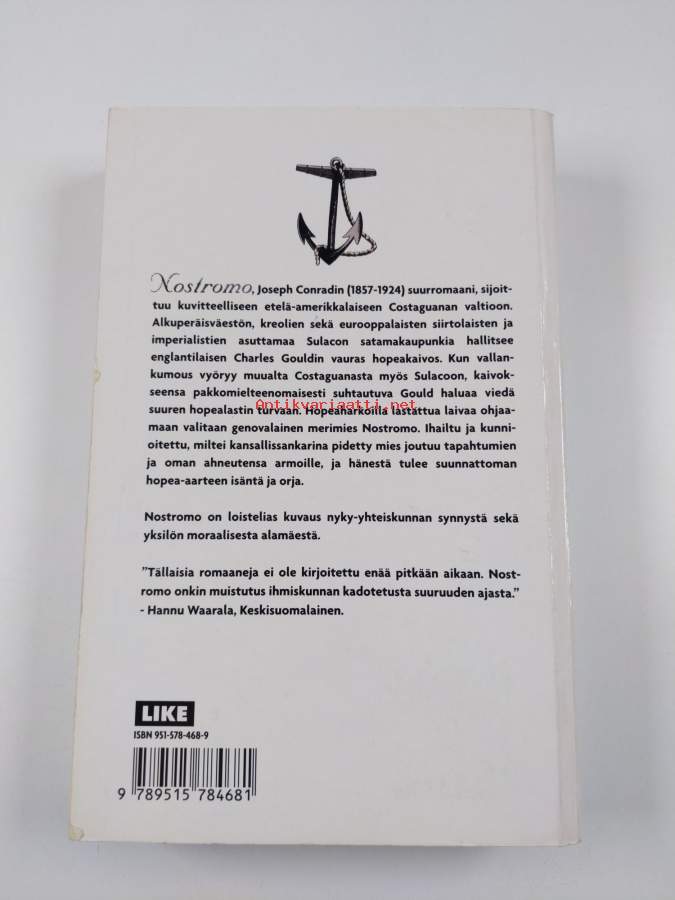 Nostromo, Joseph Conradin (1857-1924) suurromaani, sijoit-
tuu kuvitteelliseen etelä-amerikkalaiseen Costaguanan valtioon.
Alkuperäisväestön, kreolien sekä eurooppalaisten siirtolaisten ja
imperialistien asuttamaa Sulacon satamakaupunkia hallitsee
englantilaisen Charles Gouldin vauras hopeakaivos. Kun vallan-
kumous vyöryy muualta Costaguanasta myös Sulacoon, kaivok-
seensa pakkomielteenomaisesti suhtautuva Gould haluaa viedä
suuren hopealastin turvaan. Hopeaharkoilla lastattua laivaa ohjaa-
Antikvariaatti.net
maan valitaan genovalainen merimies Nostromo. Ihailtu ja kunni-
oitettu, miltei kansallissankarina pidetty mies joutuu tapahtumien
ja oman ahneutensa armoille, ja hänestä tulee suunnattoman
hopea-aarteen isäntä ja orja.
Nostromo on loistelias kuvaus nyky-yhteiskunnan synnystä sekä
yksilön moraalisesta alamäestä.
”Tällaisia romaaneja ei ole kirjoitettu enää pitkään aikaan. Nost-
romo onkin muistutus ihmiskunnan kadotetusta suuruuden ajasta.”
- Hannu Waarala, Keskisuomalainen.
LIKE
ISBN 951-578-468-9
9 789515 784681